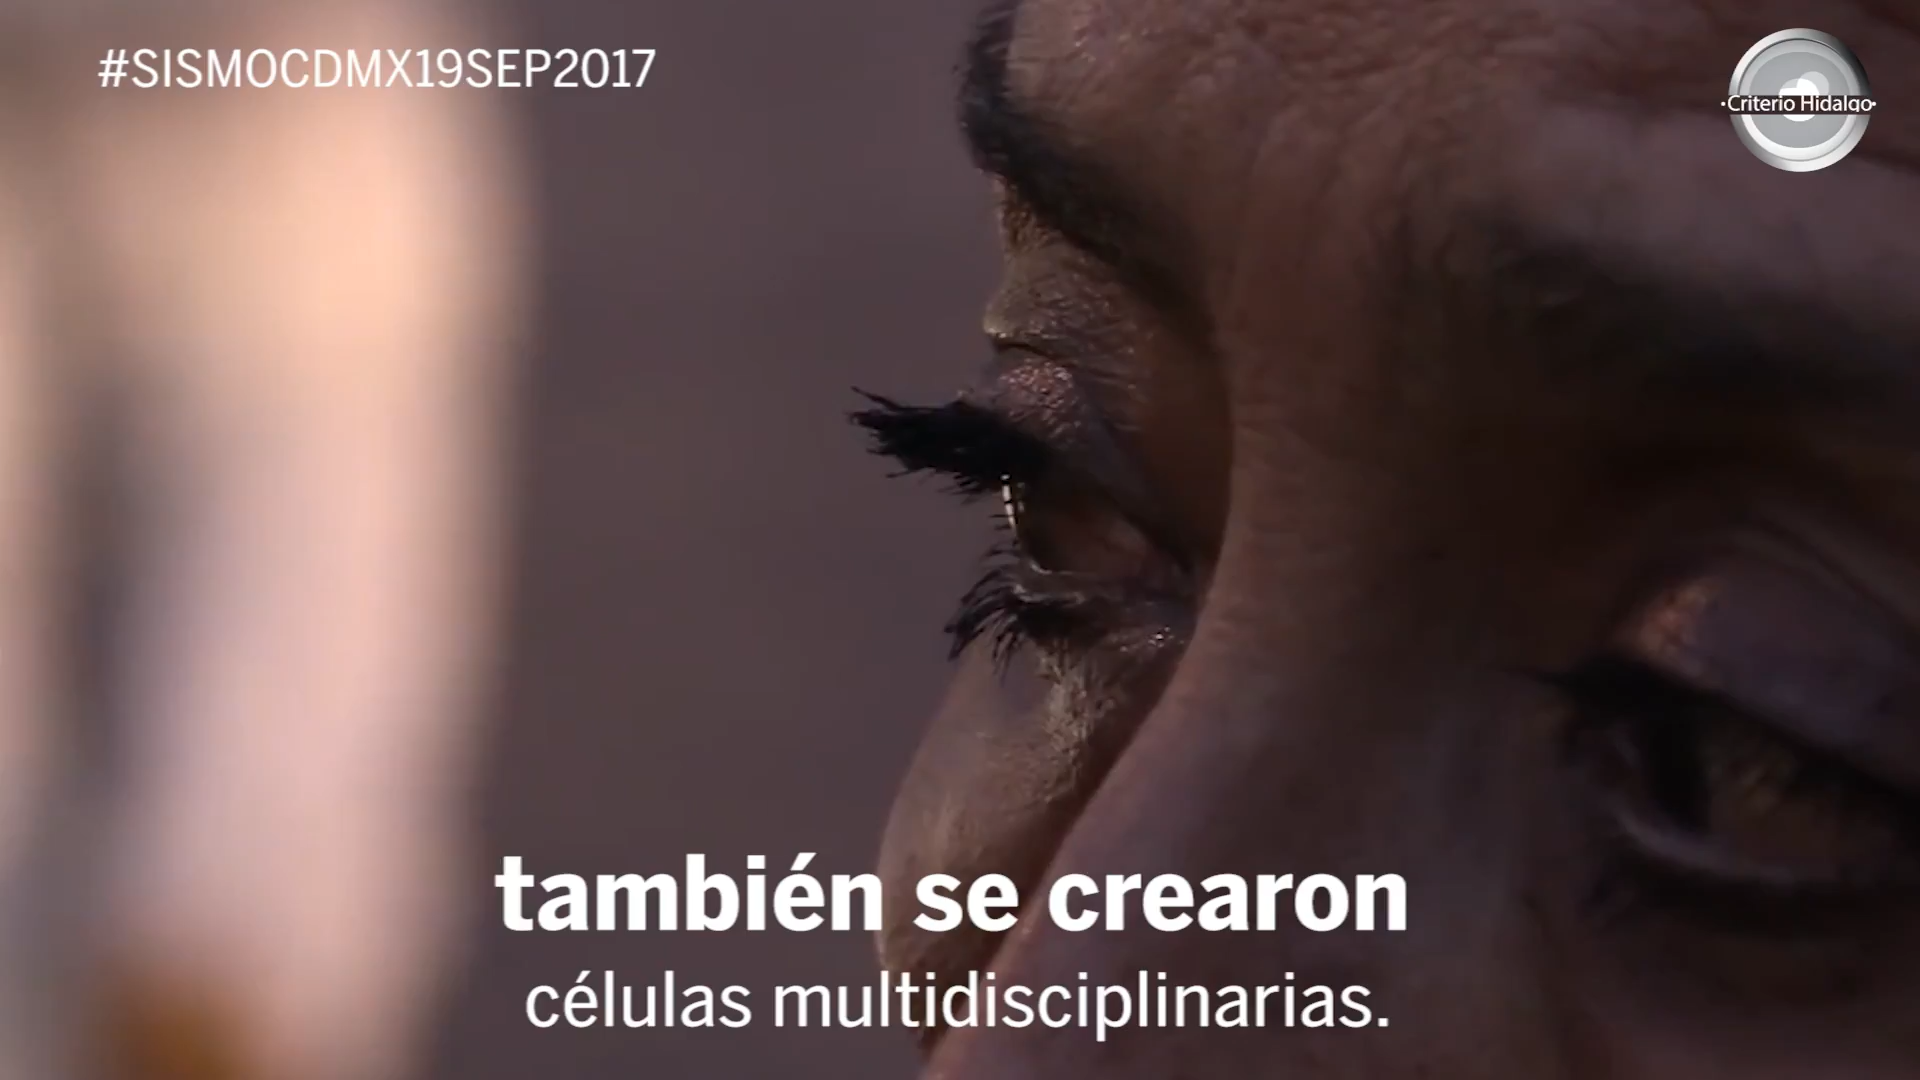 #SISMOCDMX19SEP2017
•Criterio Hidalgo•
también se crearon
células multidisciplinarias.